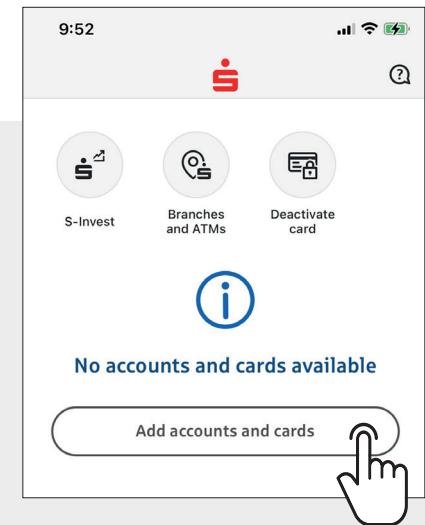 9:52
S-Invest
Branches
and ATMs
Deactivate
card
No accounts and cards available
Add accounts and cards